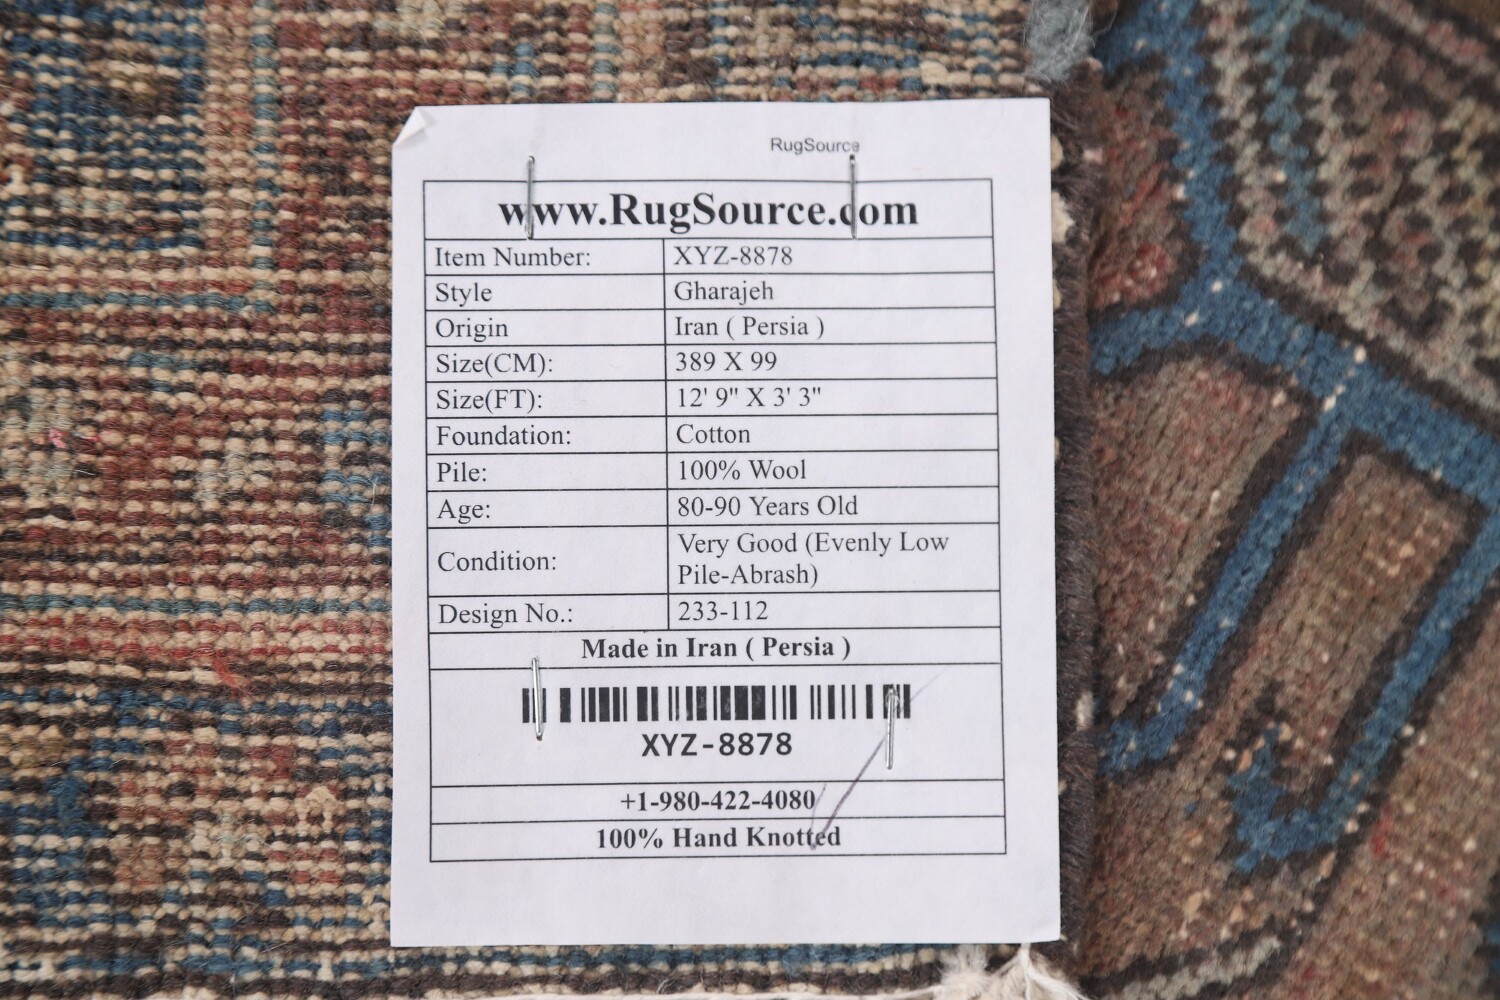 RugSource
www.RugSource.com
Item Number: XYZ-8878
Style Gharajeh
Origin Iran ( Persia )
Size(CM): 389 X 99
Size(FT): 12' 9" X 3' 3"
Foundation: Cotton
Pile: 100% Wool
Age: 80-90 Years Old
Condition: Very Good (Evenly Low
Pile-Abrash)
Design No.: 233-112
Made in Iran ( Persia )
XYZ-8878
+1-980-422-4080
100% Hand Knotted